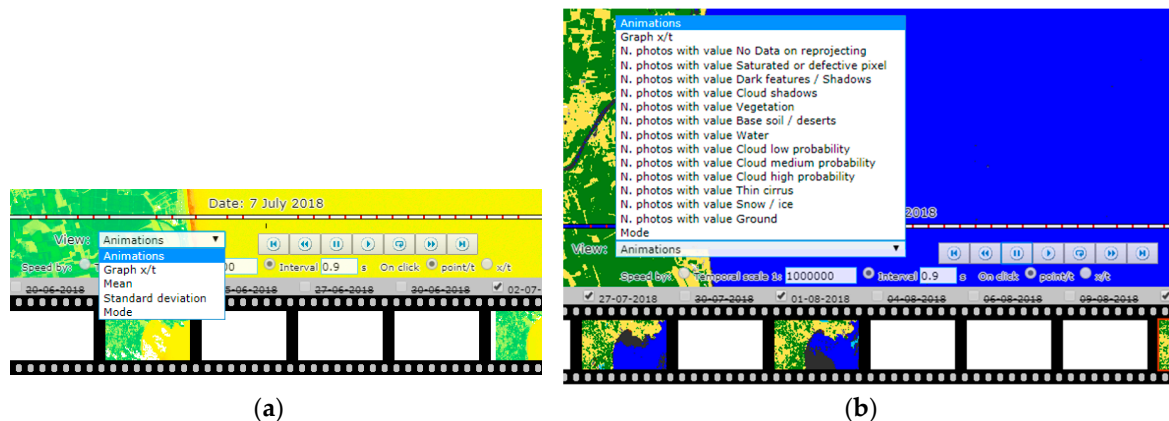 Date: 7 July 2018
View: Animations
Animations
Graph x/t
Mean
Standard deviation
Mode
Speed by: Interval 0.9 s On click point/t x/t
20-06-2018 27-06-2018 30-06-2018 02-07-
(a)
Animations
Graph x/t
N. photos with value No Data on reprojecting
N. photos with value Saturated or defective pixel
N. photos with value Dark features / Shadows
N. photos with value Cloud shadows
N. photos with value Vegetation
N. photos with value Base soil / deserts
N. photos with value Water
N. photos with value Cloud low probability
N. photos with value Cloud medium probability
N. photos with value Cloud high probability
N. photos with value Thin cirrus
N. photos with value Snow / ice
N. photos with value Ground
Mode
2018
View: Animations
Speed by: Temporal scale 1: 1000000 Interval 0.9 s On click point/t x/t
27-07-2018 30-07-2018 01-08-2018 04-08-2018 06-08-2018 09-08-2018
(b)